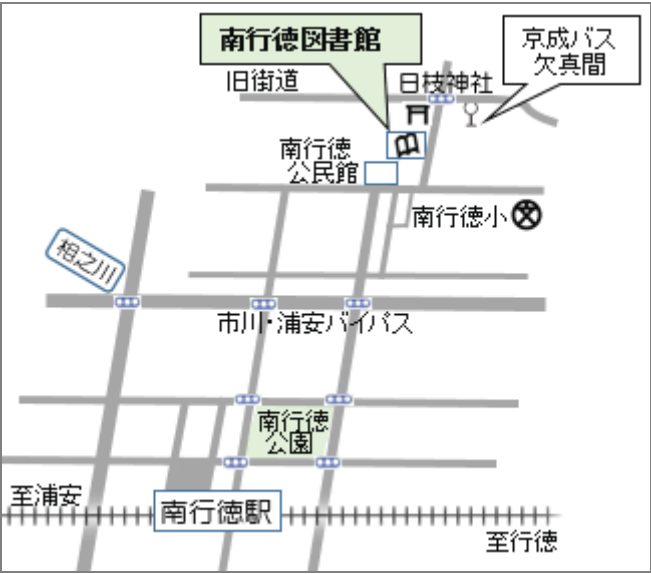 南行徳図書館
京成バス
欠真間
旧街道
日枝神社
南行徳
公民館
南行徳小
文
相之川
市川・浦安バイパス
南行徳
公園
至浦安
南行徳駅
至行徳